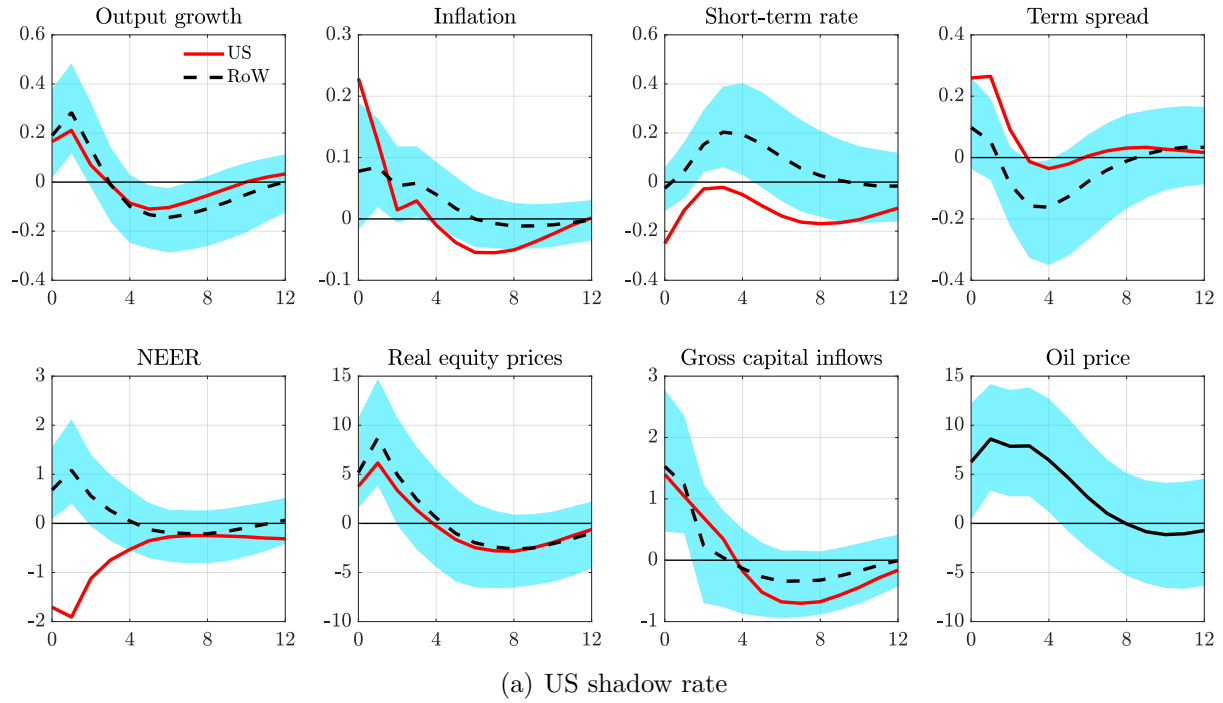 Output growth
Inflation
Short-term rate
Term spread
0.6
0.4
0.2
0
-0.2
-0.4
US
RoW
0 4 8 12
0.3
0.2
0.1
0
-0.1
0 4 8 12
0.6
0.4
0.2
0
-0.2
-0.4
-0.6
0 4 8 12
0.4
0.2
0
-0.2
-0.4
0 4 8 12
NEER
Real equity prices
Gross capital inflows
Oil price
3
2
1
0
-1
-2
0 4 8 12
15
10
5
0
-5
-10
0 4 8 12
3
2
1
0
-1
0 4 8 12
15
10
5
0
-5
-10
0 4 8 12
(a) US shadow rate